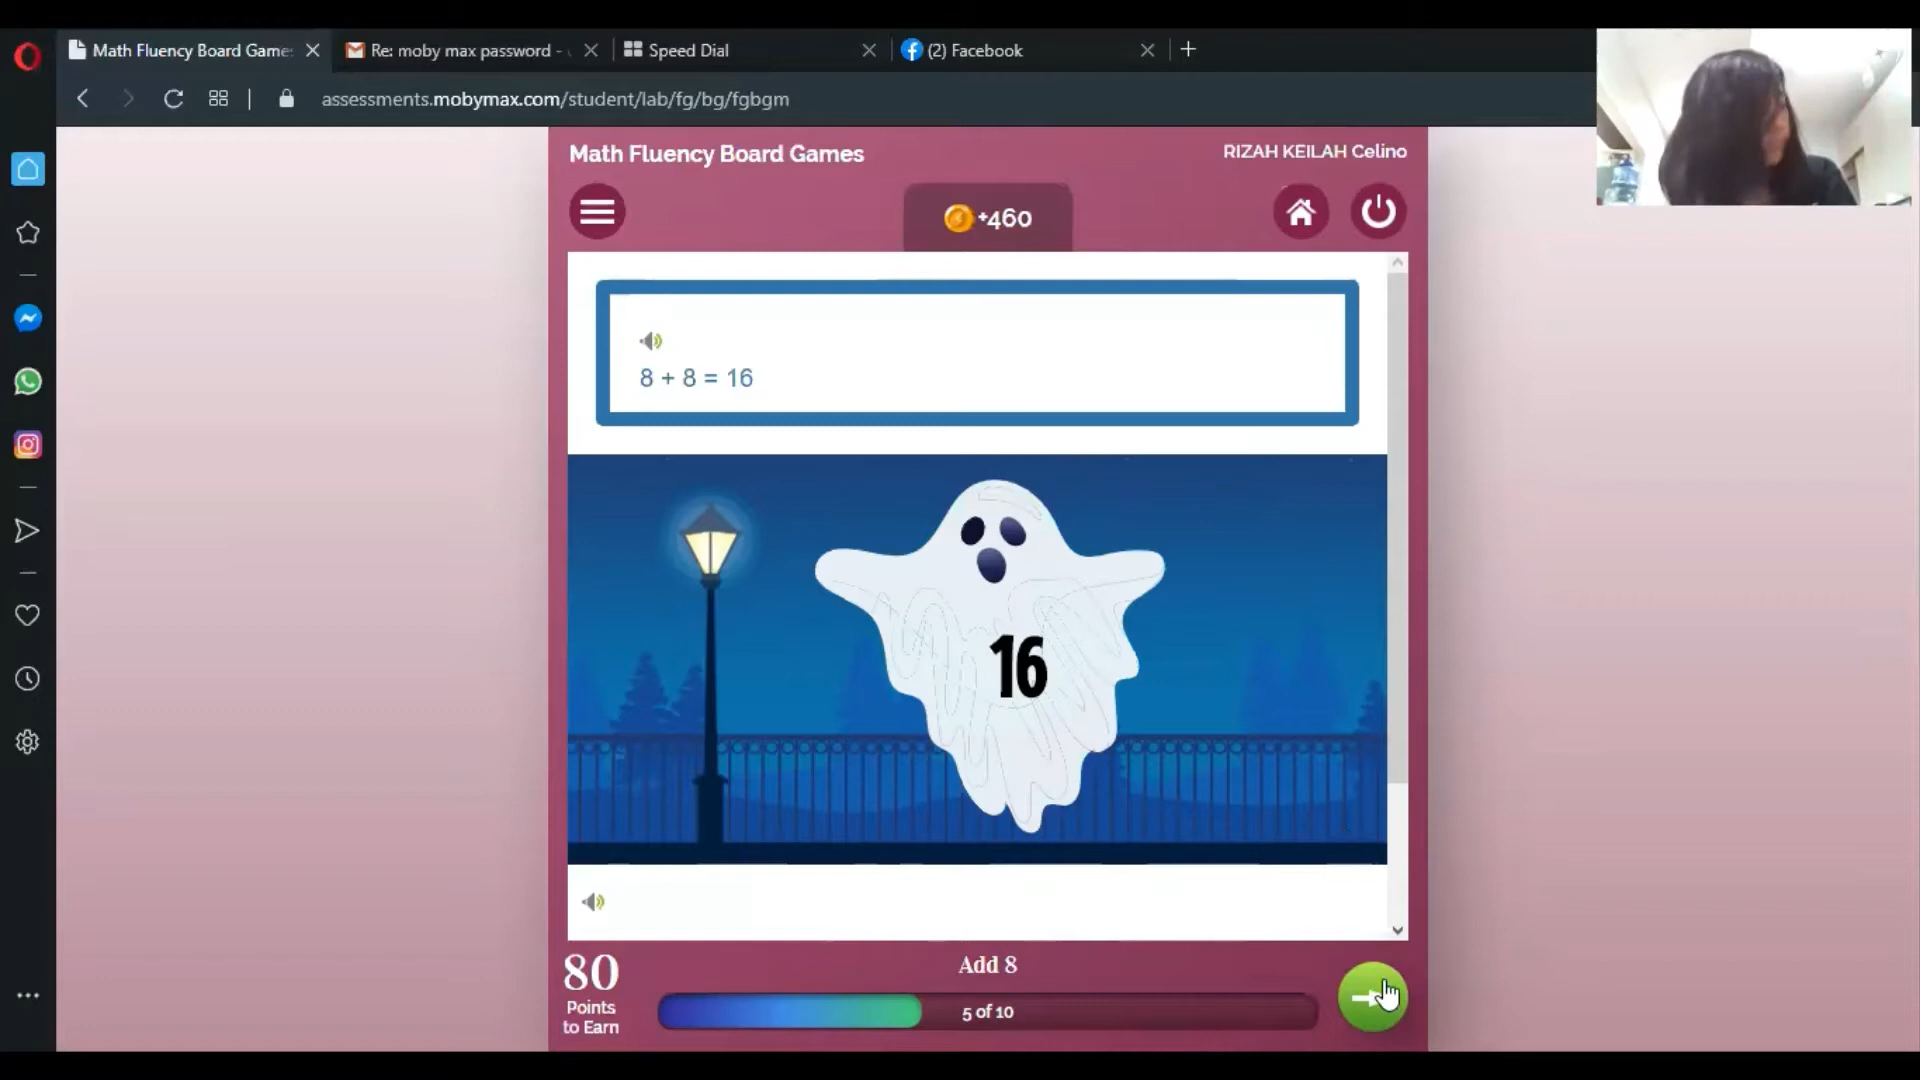 Math Fluency Board Game
Re: moby max password -
Speed Dial
(2) Facebook
assessments.mobymax.com/student/lab/fg/bg/fgbgm
Math Fluency Board Games
RIZAH KEILAH Celino
+460
8 + 8 = 16
16
80
Points
to Earn
Add 8
5 of 10